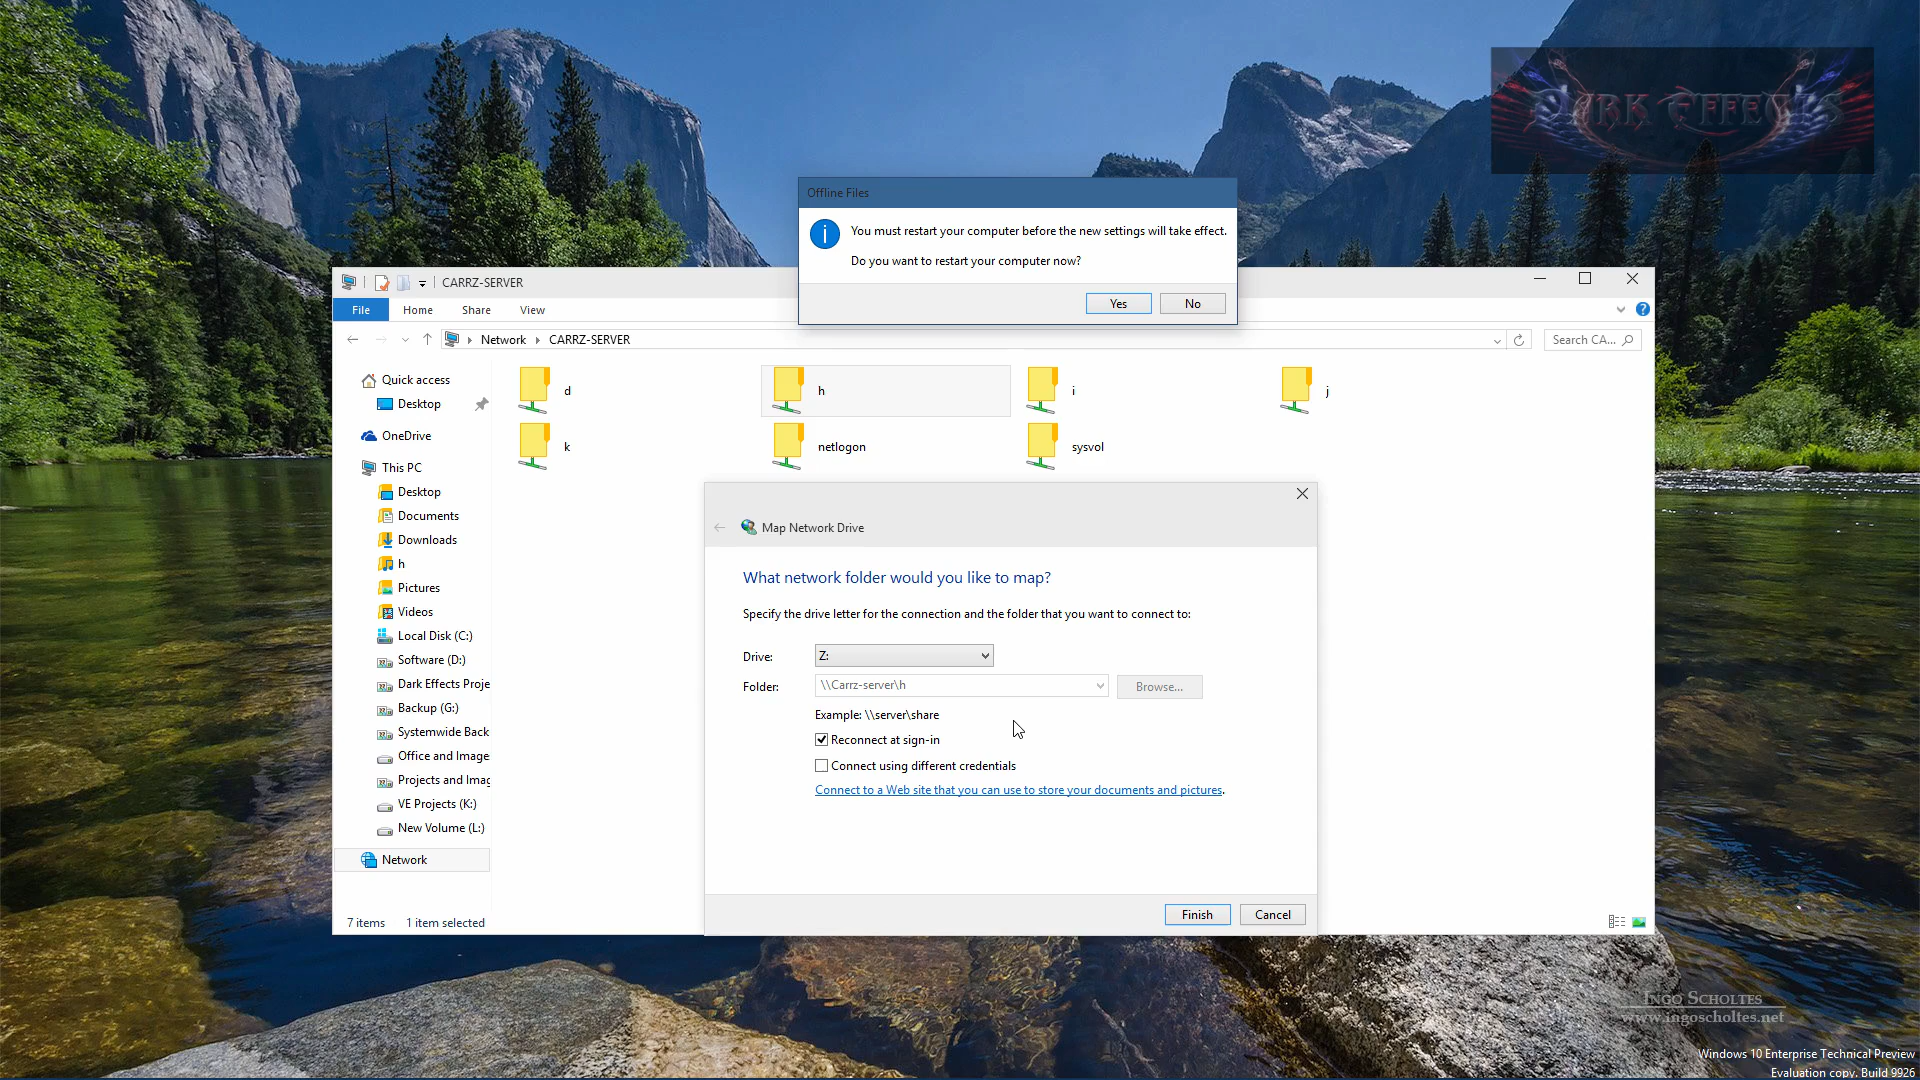 DARK EFFECTS
Offline Files
You must restart your computer before the new settings will take effect.
Do you want to restart your computer now?
Yes
No
CARRZ-SERVER
File
Home
Share
View
Network
CARRZ-SERVER
Search CA...
Quick access
Desktop
OneDrive
This PC
Desktop
Documents
Downloads
h
Pictures
Videos
Local Disk (C:)
Software (D:)
Dark Effects Proje
Backup (G:)
Systemwide Back
Office and Image
Projects and Imag
VE Projects (K:)
New Volume (L:)
Network
d
h
i
j
k
netlogon
sysvol
Map Network Drive
What network folder would you like to map?
Specify the drive letter for the connection and the folder that you want to connect to:
Drive:
Z:
Folder:
\\Carrz-server\h
Browse...
Example: \\server\share
Reconnect at sign-in
Connect using different credentials
Connect to a Web site that you can use to store your documents and pictures.
Finish
Cancel
7 items
1 item selected
INGO SCHOLTES
www.ingoscholtes.net
Windows 10 Enterprise Technical Preview
Evaluation copy. Build 9926